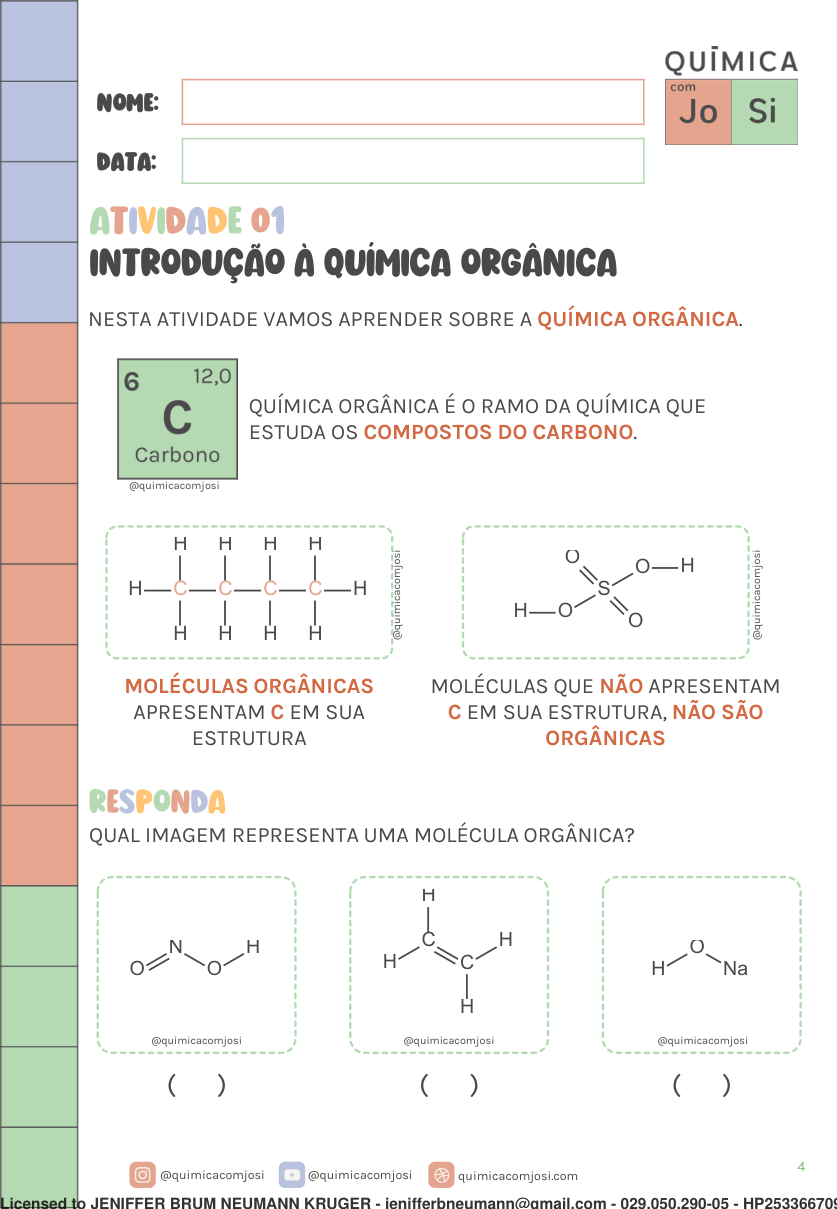 QUÍMICA
com
Jo Si
NOME:
DATA:
ATIVIDADE 01
INTRODUÇÃO À QUÍMICA ORGÂNICA
NESTA ATIVIDADE VAMOS APRENDER SOBRE A QUÍMICA ORGÂNICA.
6 12,0
C
Carbono
@quimicacomjosi
QUÍMICA ORGÂNICA É O RAMO DA QUÍMICA QUE
ESTUDA OS COMPOSTOS DO CARBONO.
H H H H
H C C C C H
H H H H
@quimicacomjosi
O
O H
S
H O
O
@quimicacomjosi
MOLÉCULAS ORGÂNICAS
APRESENTAM C EM SUA
ESTRUTURA
MOLÉCULAS QUE NÃO APRESENTAM
C EM SUA ESTRUTURA, NÃO SÃO
ORGÂNICAS
RESPONDA
QUAL IMAGEM REPRESENTA UMA MOLÉCULA ORGÂNICA?
N H
O O
@quimicacomjosi
H
C H
H C
H
@quimicacomjosi
O
H Na
@quimicacomjosi
( ) ( ) ( )
@quimicacomjosi @quimicacomjosi quimicacomjosi.com
4
Licensed to JENIFFER BRUM NEUMANN KRUGER - jenifferbneumann@gmail.com - 029.050.290-05 - HP253366709